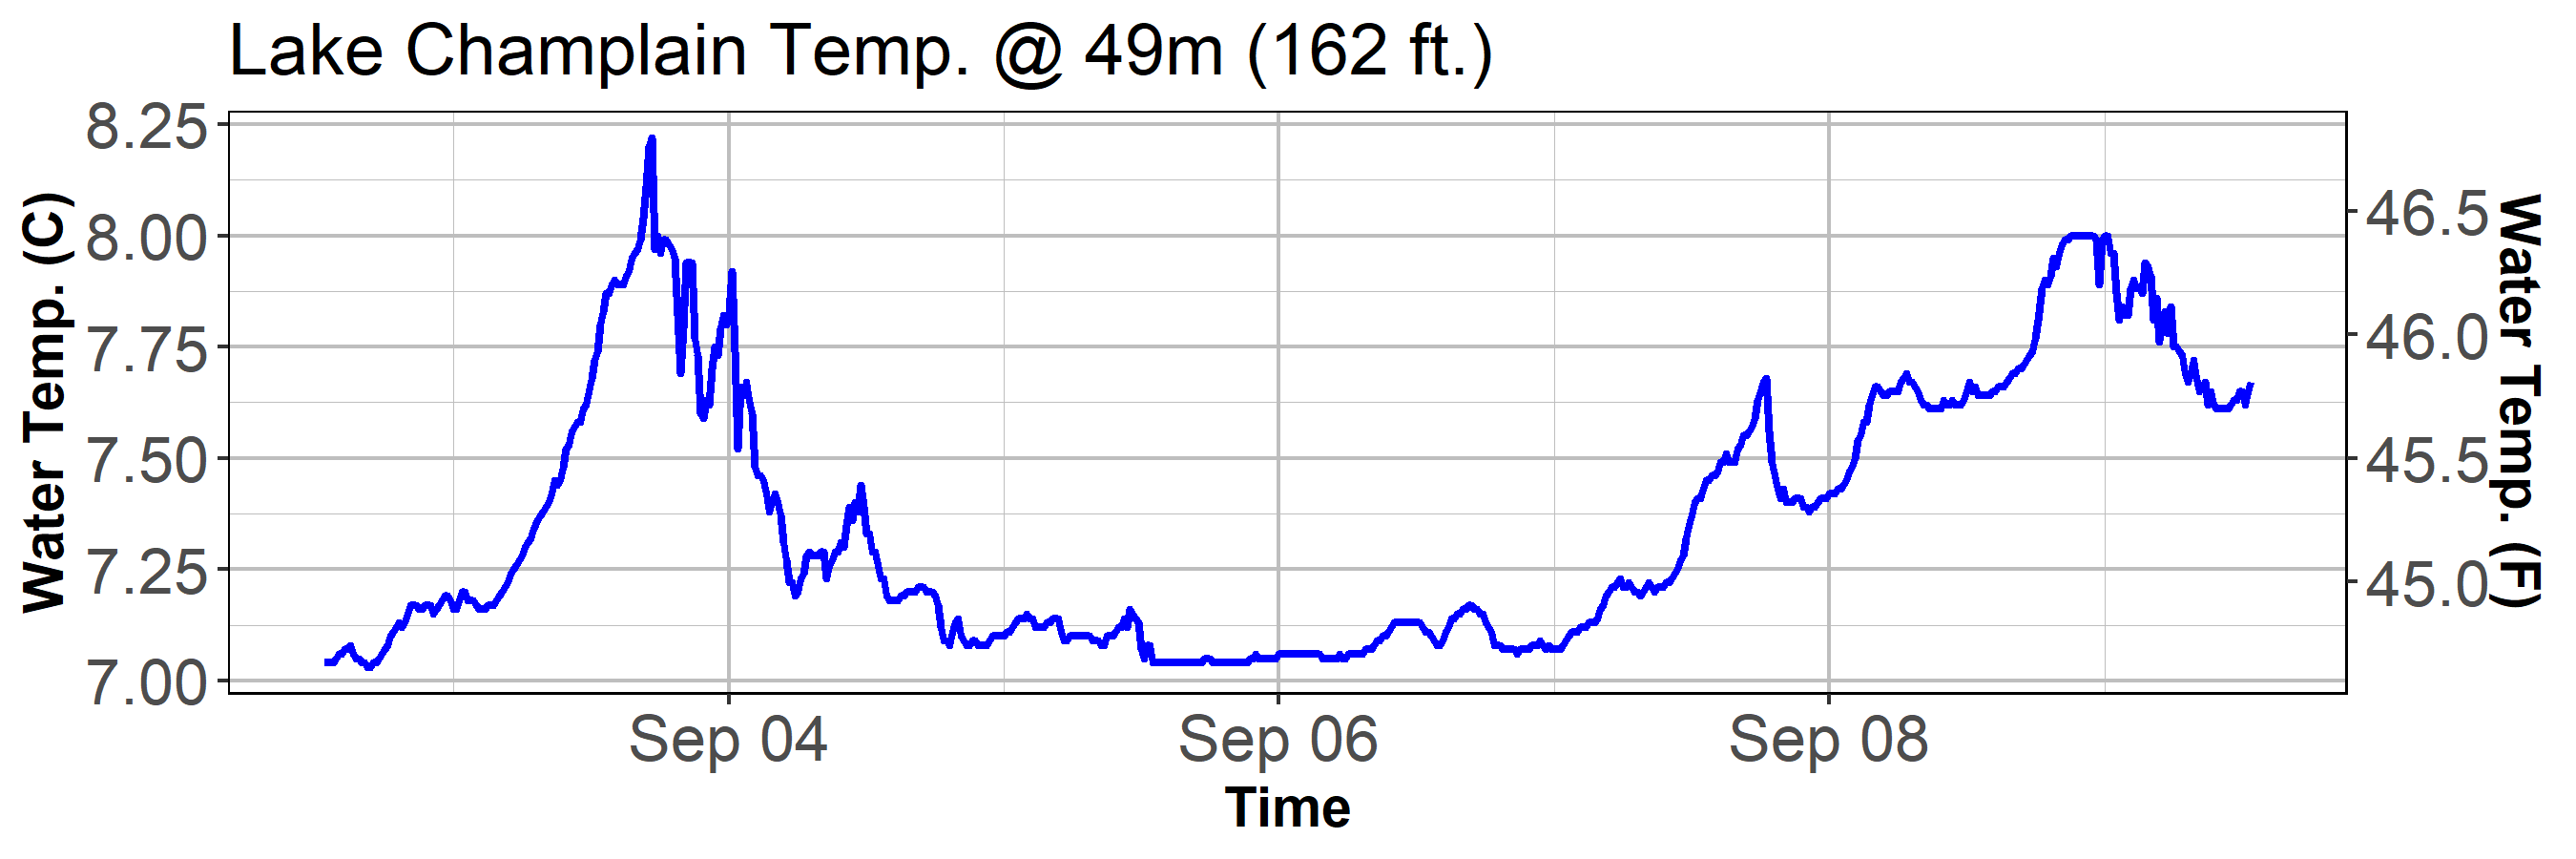 Lake Champlain Temp. @ 49m (162 ft.)
Water Temp. (C)
8.25
8.00
7.75
7.50
7.25
7.00
46.5
46.0
45.5
45.0
Water Temp. (F)
Sep 04
Sep 06
Sep 08
Time